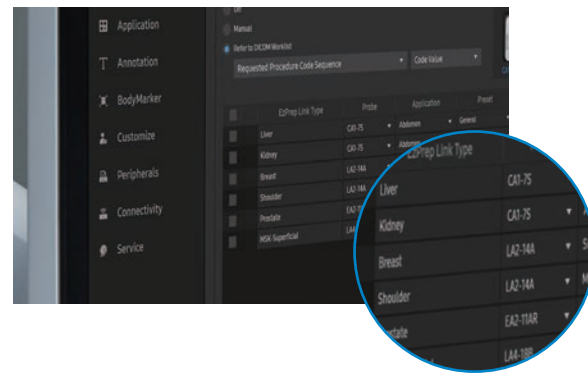 Off
Application
Manual
Refer to DICOM Worklist
Annotation
Requested Procedure Code Sequence ▾ Code Value ▾
BodyMarker
EzPrep Link Type Probe Application Preset
Customize
Liver CA1-7S ▾ Abdomen ▾ General ▾
Kidney CA1-7S ▾ Abdomen
Peripherals
Breast LA2-14A
Shoulder LA2-14A
Connectivity
Prostate
MSK Superficial
Service
EzPrep Link Type
Liver CA1-7S
Kidney CA1-7S ▾
Breast LA2-14A ▾
Shoulder LA2-14A ▾
EA2-11AR ▾
LA4-18B